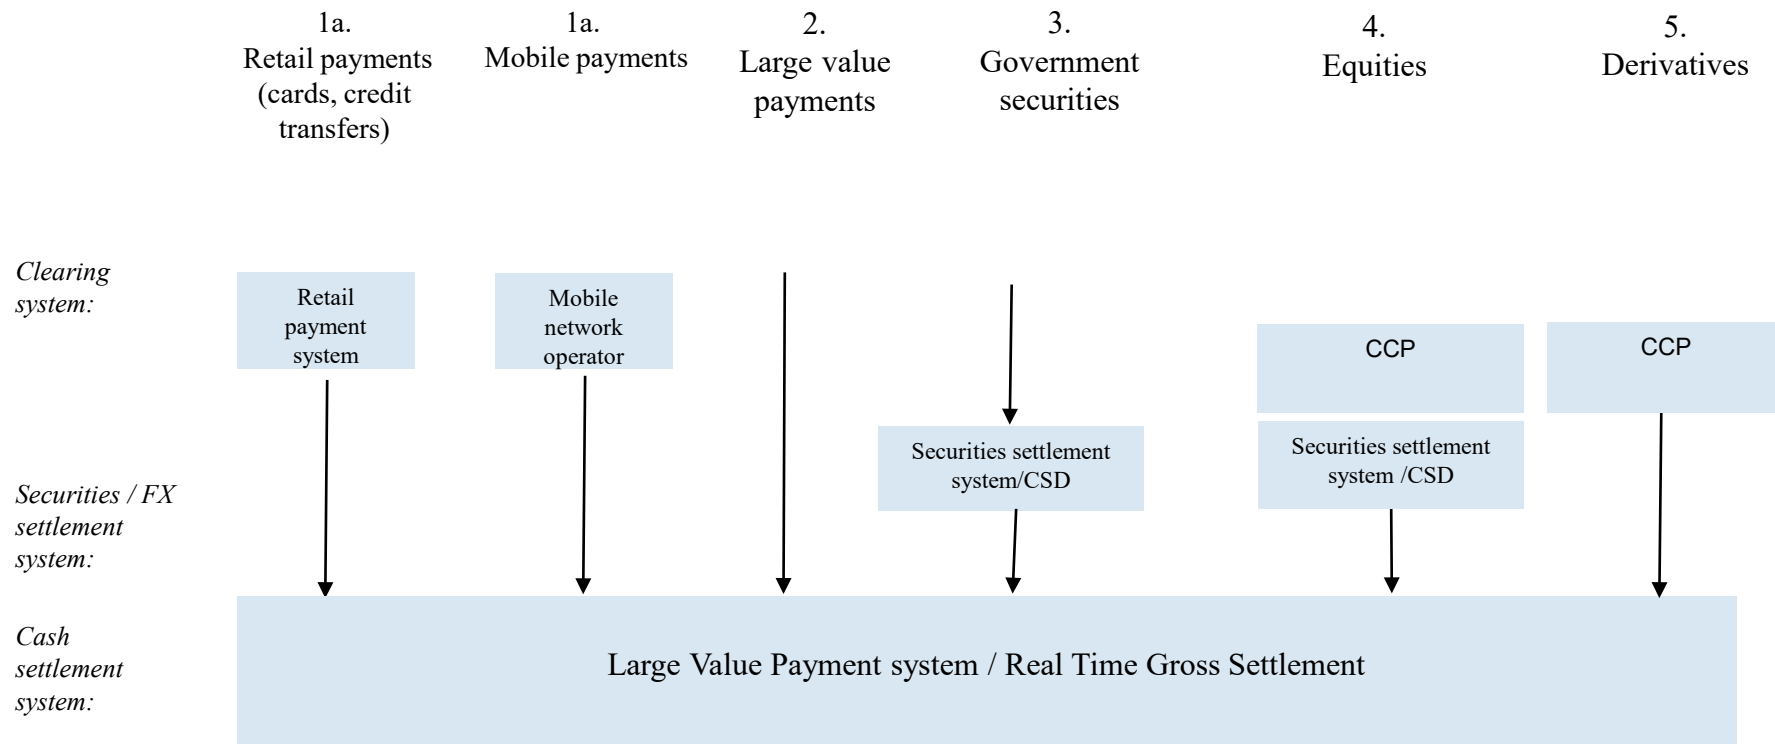 1a.
Retail payments
(cards, credit
transfers)
1a.
Mobile payments
2.
Large value
payments
3.
Government
securities
4.
Equities
5.
Derivatives
Clearing
system:
Retail
payment
system
Mobile
network
operator
CCP
CCP
Securities settlement
system/CSD
Securities settlement
system /CSD
Securities / FX
settlement
system:
Cash
settlement
system:
Large Value Payment system / Real Time Gross Settlement